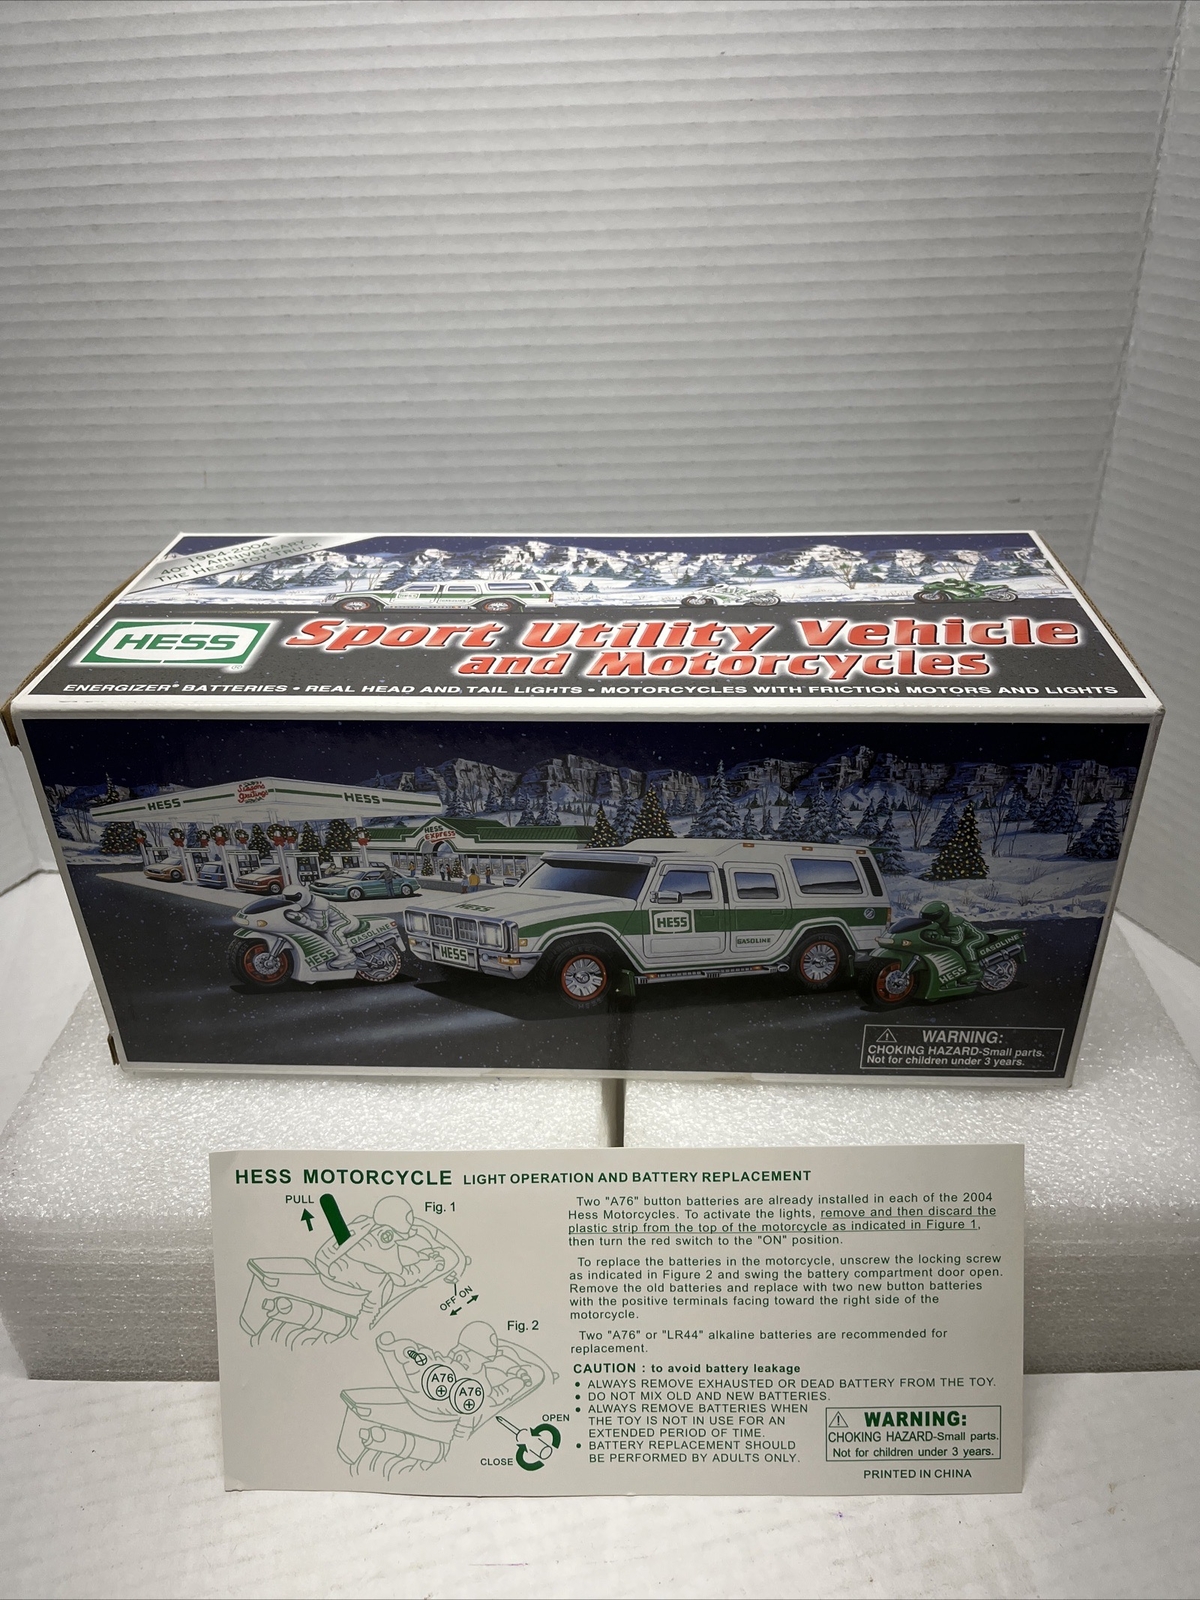 1964-2004
40TH ANNIVERSARY
THE HESS TOY TRUCK
HESS®
Sport Utility Vehicle
and Motorcycles
ENERGIZER® BATTERIES • REAL HEAD AND TAIL LIGHTS • MOTORCYCLES WITH FRICTION MOTORS AND LIGHTS
HESS
Season's
Greetings
HESS
HESS
EXPRESS
HESS
GASOLINE
HESS
GASOLINE
HESS
GASOLINE
HESS
WARNING:
CHOKING HAZARD-Small parts.
Not for children under 3 years.
HESS MOTORCYCLE LIGHT OPERATION AND BATTERY REPLACEMENT
PULL
Fig. 1
OFF ON
Fig. 2
A76
A76
OPEN
CLOSE
Two "A76" button batteries are already installed in each of the 2004
Hess Motorcycles. To activate the lights, remove and then discard the
plastic strip from the top of the motorcycle as indicated in Figure 1,
then turn the red switch to the "ON" position.
To replace the batteries in the motorcycle, unscrew the locking screw
as indicated in Figure 2 and swing the battery compartment door open.
Remove the old batteries and replace with two new button batteries
with the positive terminals facing toward the right side of the
motorcycle.
Two "A76" or "LR44" alkaline batteries are recommended for
replacement.
CAUTION : to avoid battery leakage
• ALWAYS REMOVE EXHAUSTED OR DEAD BATTERY FROM THE TOY.
• DO NOT MIX OLD AND NEW BATTERIES.
• ALWAYS REMOVE BATTERIES WHEN
THE TOY IS NOT IN USE FOR AN
EXTENDED PERIOD OF TIME.
• BATTERY REPLACEMENT SHOULD
BE PERFORMED BY ADULTS ONLY.
WARNING:
CHOKING HAZARD-Small parts.
Not for children under 3 years.
PRINTED IN CHINA